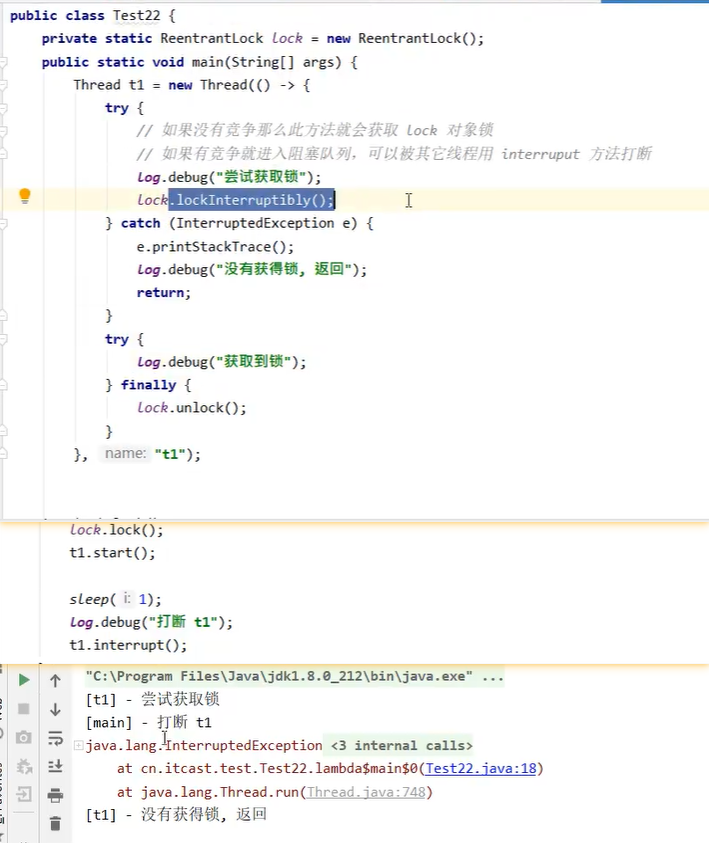 public class Test22 {
private static ReentrantLock lock = new ReentrantLock();
public static void main(String[] args) {
Thread t1 = new Thread(() -> {
try {
// 如果没有竞争那么此方法就会获取 lock 对象锁
// 如果有竞争就进入阻塞队列，可以被其它线程用 interruput 方法打断
log.debug("尝试获取锁");
lock.lockInterruptibly();
} catch (InterruptedException e) {
e.printStackTrace();
log.debug("没有获得锁, 返回");
return;
}
try {
log.debug("获取到锁");
} finally {
lock.unlock();
}
}, name: "t1");
lock.lock();
t1.start();
sleep( i: 1);
log.debug("打断 t1");
t1.interrupt();
"C:\Program Files\Java\jdk1.8.0_212\bin\java.exe" ...
[t1] - 尝试获取锁
[main] - 打断 t1
java.lang.InterruptedException <3 internal calls>
at cn.itcast.test.Test22.lambda$main$0(Test22.java:18)
at java.lang.Thread.run(Thread.java:748)
[t1] - 没有获得锁, 返回